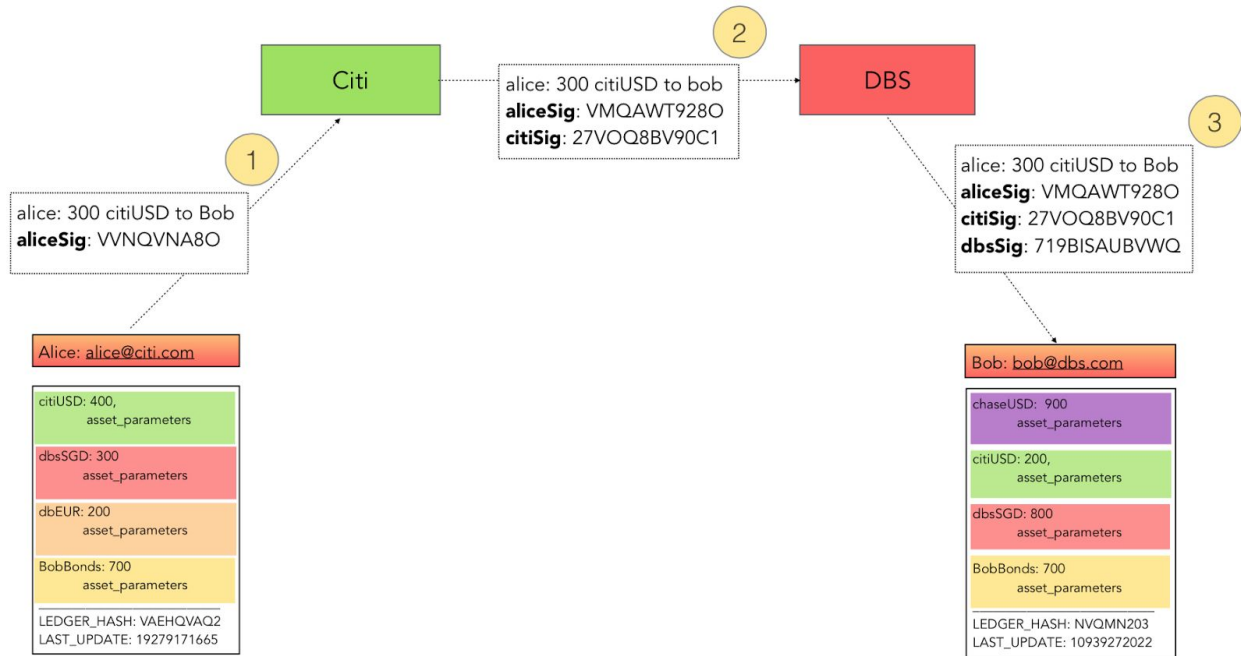 2
Citi
DBS
alice: 300 citiUSD to bob
aliceSig: VMQAWT928O
citiSig: 27VOQ8BV90C1
3
1
alice: 300 citiUSD to Bob
aliceSig: VMQAWT928O
citiSig: 27VOQ8BV90C1
dbsSig: 719BISAUBVWQ
alice: 300 citiUSD to Bob
aliceSig: VVNQVNA8O
Alice: alice@citi.com
citiUSD: 400,
asset_parameters
dbsSGD: 300
asset_parameters
dbEUR: 200
asset_parameters
BobBonds: 700
asset_parameters
LEDGER_HASH: VAEHQVAQ2
LAST_UPDATE: 19279171665
Bob: bob@dbs.com
chaseUSD: 900
asset_parameters
citiUSD: 200,
asset_parameters
dbsSGD: 800
asset_parameters
BobBonds: 700
asset_parameters
LEDGER_HASH: NVQMN203
LAST_UPDATE: 10939272022